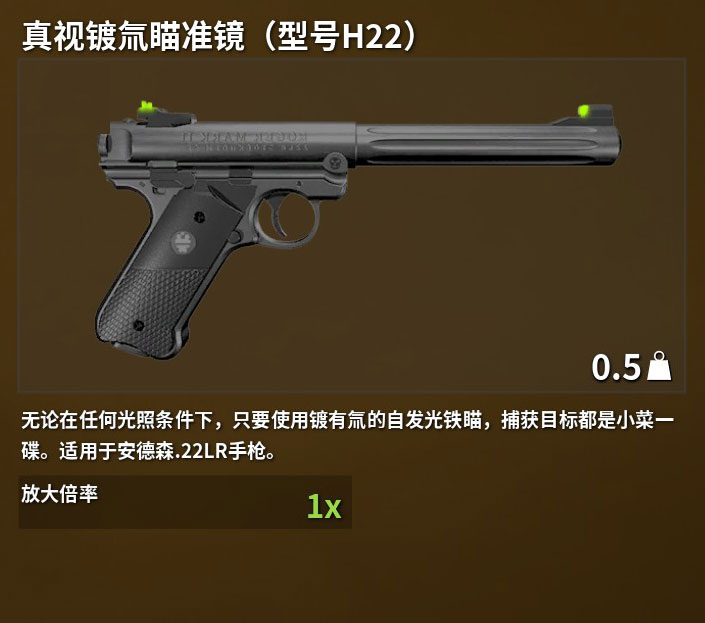 真视镀氚瞄准镜（型号H22）
0.5
无论在任何光照条件下，只要使用镀有氚的自发光铁瞄，捕获目标都是小菜一
碟。适用于安德森.22LR手枪。
放大倍率
1x